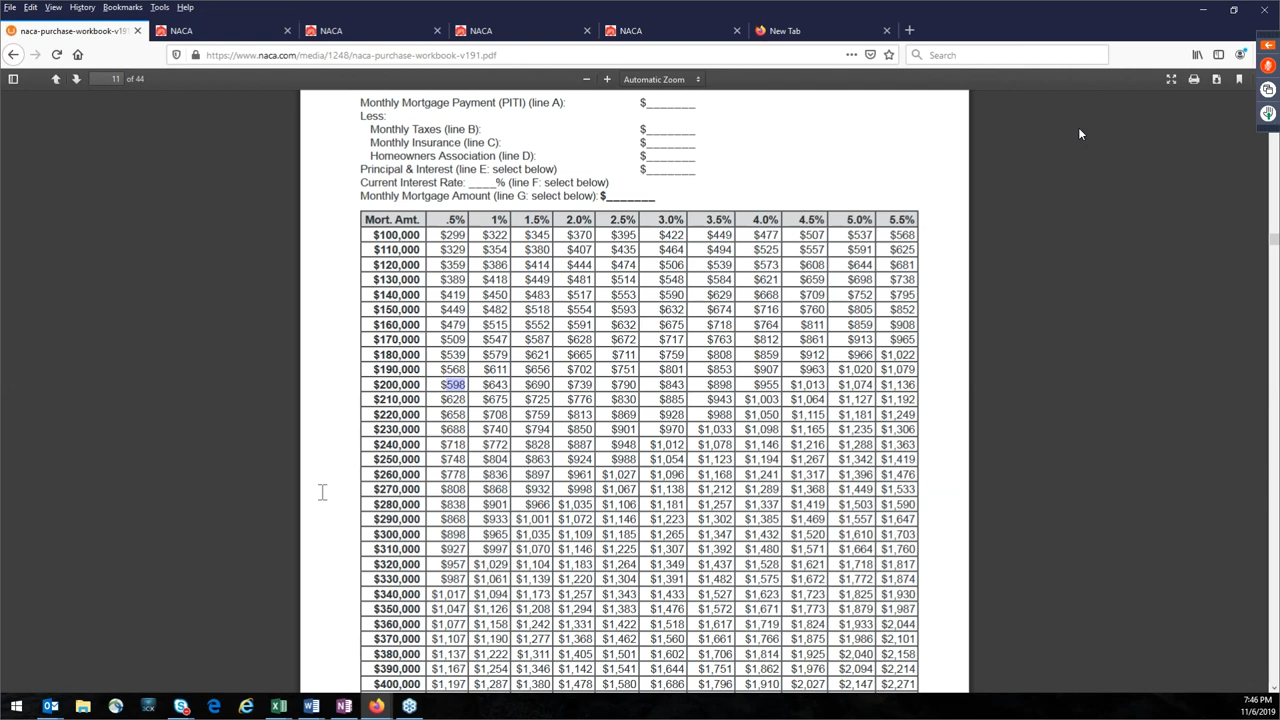 File Edit View History Bookmarks Tools Help
naca-purchase-workbook-v191 NACA NACA NACA NACA New Tab
https://www.naca.com/media/1248/naca-purchase-workbook-v191.pdf Search
11 of 44 Automatic Zoom
Monthly Mortgage Payment (PITI) (line A): $_______
Less:
Monthly Taxes (line B): $_______
Monthly Insurance (line C): $_______
Homeowners Association (line D): $_______
Principal & Interest (line E: select below) $_______
Current Interest Rate: ____% (line F: select below)
Monthly Mortgage Amount (line G: select below): $_______
Mort. Amt. .5% 1% 1.5% 2.0% 2.5% 3.0% 3.5% 4.0% 4.5% 5.0% 5.5%
$100,000 $299 $322 $345 $370 $395 $422 $449 $477 $507 $537 $568
$110,000 $329 $354 $380 $407 $435 $464 $494 $525 $557 $591 $625
$120,000 $359 $386 $414 $444 $474 $506 $539 $573 $608 $644 $681
$130,000 $389 $418 $449 $481 $514 $548 $584 $621 $659 $698 $738
$140,000 $419 $450 $483 $517 $553 $590 $629 $668 $709 $752 $795
$150,000 $449 $482 $518 $554 $593 $632 $674 $716 $760 $805 $852
$160,000 $479 $515 $552 $591 $632 $675 $718 $764 $811 $859 $908
$170,000 $509 $547 $587 $628 $672 $717 $763 $812 $861 $913 $965
$180,000 $539 $579 $621 $665 $711 $759 $808 $859 $912 $966 $1,022
$190,000 $568 $611 $656 $702 $751 $801 $853 $907 $963 $1,020 $1,079
$200,000 $598 $643 $690 $739 $790 $843 $898 $955 $1,013 $1,074 $1,136
$210,000 $628 $675 $725 $776 $830 $885 $943 $1,003 $1,064 $1,127 $1,192
$220,000 $658 $708 $759 $813 $869 $928 $988 $1,050 $1,115 $1,181 $1,249
$230,000 $688 $740 $794 $850 $901 $970 $1,033 $1,098 $1,165 $1,235 $1,306
$240,000 $718 $772 $828 $887 $948 $1,012 $1,078 $1,146 $1,216 $1,288 $1,363
$250,000 $748 $804 $863 $924 $988 $1,054 $1,123 $1,194 $1,267 $1,342 $1,419
$260,000 $778 $836 $897 $961 $1,027 $1,096 $1,168 $1,241 $1,317 $1,396 $1,476
$270,000 $808 $868 $932 $998 $1,067 $1,138 $1,212 $1,289 $1,368 $1,449 $1,533
$280,000 $838 $901 $966 $1,035 $1,106 $1,181 $1,257 $1,337 $1,419 $1,503 $1,590
$290,000 $868 $933 $1,001 $1,072 $1,146 $1,223 $1,302 $1,385 $1,469 $1,557 $1,647
$300,000 $898 $965 $1,035 $1,109 $1,185 $1,265 $1,347 $1,432 $1,520 $1,610 $1,703
$310,000 $927 $997 $1,070 $1,146 $1,225 $1,307 $1,392 $1,480 $1,571 $1,664 $1,760
$320,000 $957 $1,029 $1,104 $1,183 $1,264 $1,349 $1,437 $1,528 $1,621 $1,718 $1,817
$330,000 $987 $1,061 $1,139 $1,220 $1,304 $1,391 $1,482 $1,575 $1,672 $1,772 $1,874
$340,000 $1,017 $1,094 $1,173 $1,257 $1,343 $1,433 $1,527 $1,623 $1,723 $1,825 $1,930
$350,000 $1,047 $1,126 $1,208 $1,294 $1,383 $1,476 $1,572 $1,671 $1,773 $1,879 $1,987
$360,000 $1,077 $1,158 $1,242 $1,331 $1,422 $1,518 $1,617 $1,719 $1,824 $1,933 $2,044
$370,000 $1,107 $1,190 $1,277 $1,368 $1,462 $1,560 $1,661 $1,766 $1,875 $1,986 $2,101
$380,000 $1,137 $1,222 $1,311 $1,405 $1,501 $1,602 $1,706 $1,814 $1,925 $2,040 $2,158
$390,000 $1,167 $1,254 $1,346 $1,142 $1,541 $1,644 $1,751 $1,862 $1,976 $2,094 $2,214
$400,000 $1,197 $1,287 $1,380 $1,478 $1,580 $1,686 $1,796 $1,910 $2,027 $2,147 $2,271
7:46 PM
11/6/2019